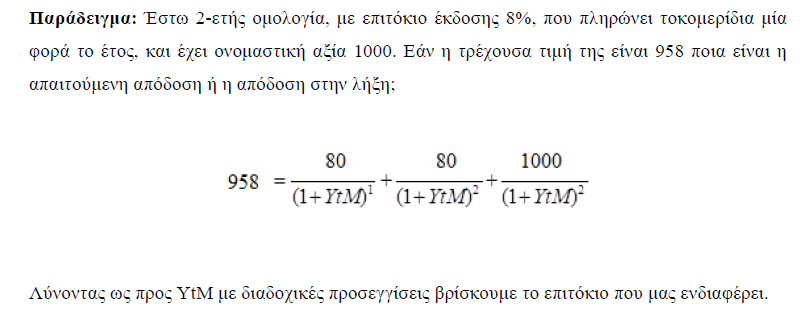 Παράδειγμα: Έστω 2-ετής ομολογία, με επιτόκιο έκδοσης 8%, που πληρώνει τοκομερίδια μία
φορά το έτος, και έχει ονομαστική αξία 1000. Εάν η τρέχουσα τιμή της είναι 958 ποια είναι η
απαιτούμενη απόδοση ή η απόδοση στην λήξη;
958 = 80/(1+YtM)^1 + 80/(1+YtM)^2 + 1000/(1+YtM)^2
Λύνοντας ως προς YtM με διαδοχικές προσεγγίσεις βρίσκουμε το επιτόκιο που μας ενδιαφέρει.